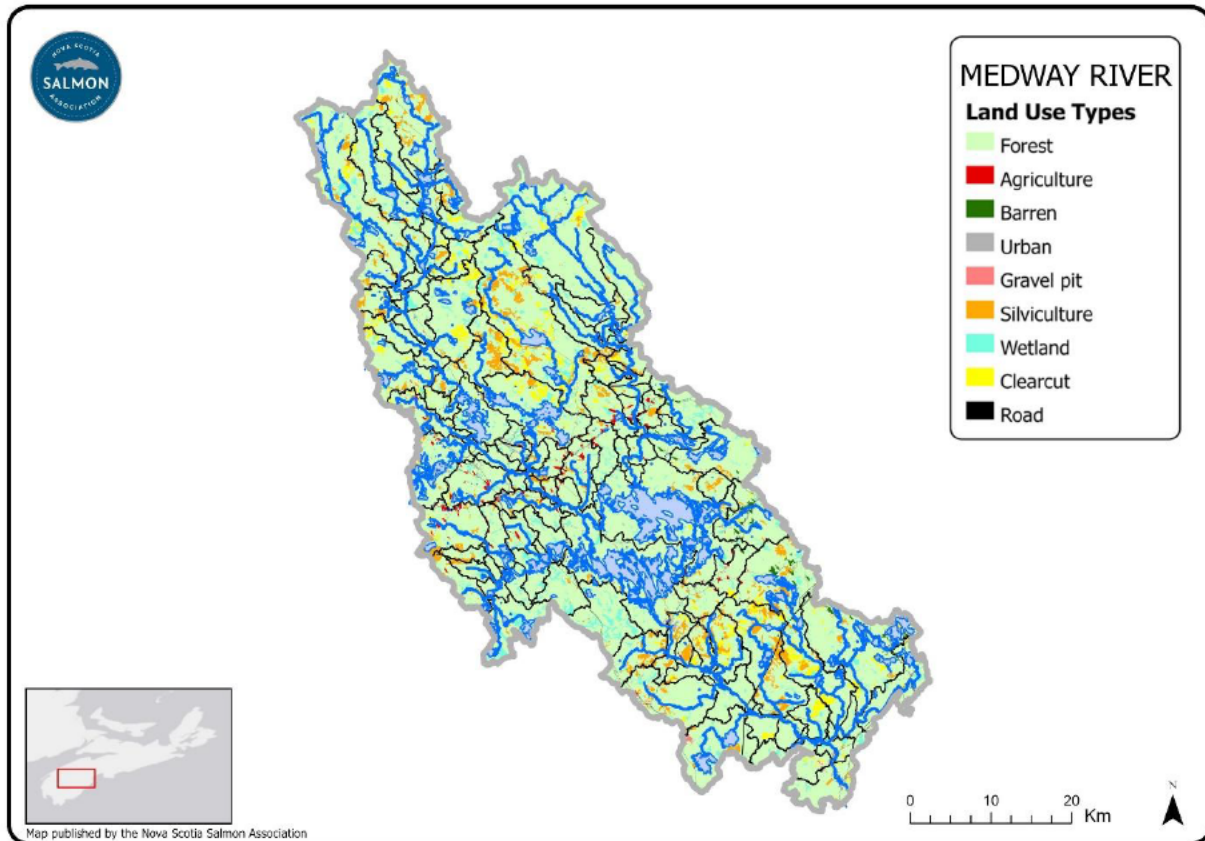 NOVA SCOTIA
SALMON
ASSOCIATION
MEDWAY RIVER
Land Use Types
Forest
Agriculture
Barren
Urban
Gravel pit
Silviculture
Wetland
Clearcut
Road
0 10 20
Km
N
Map published by the Nova Scotia Salmon Association